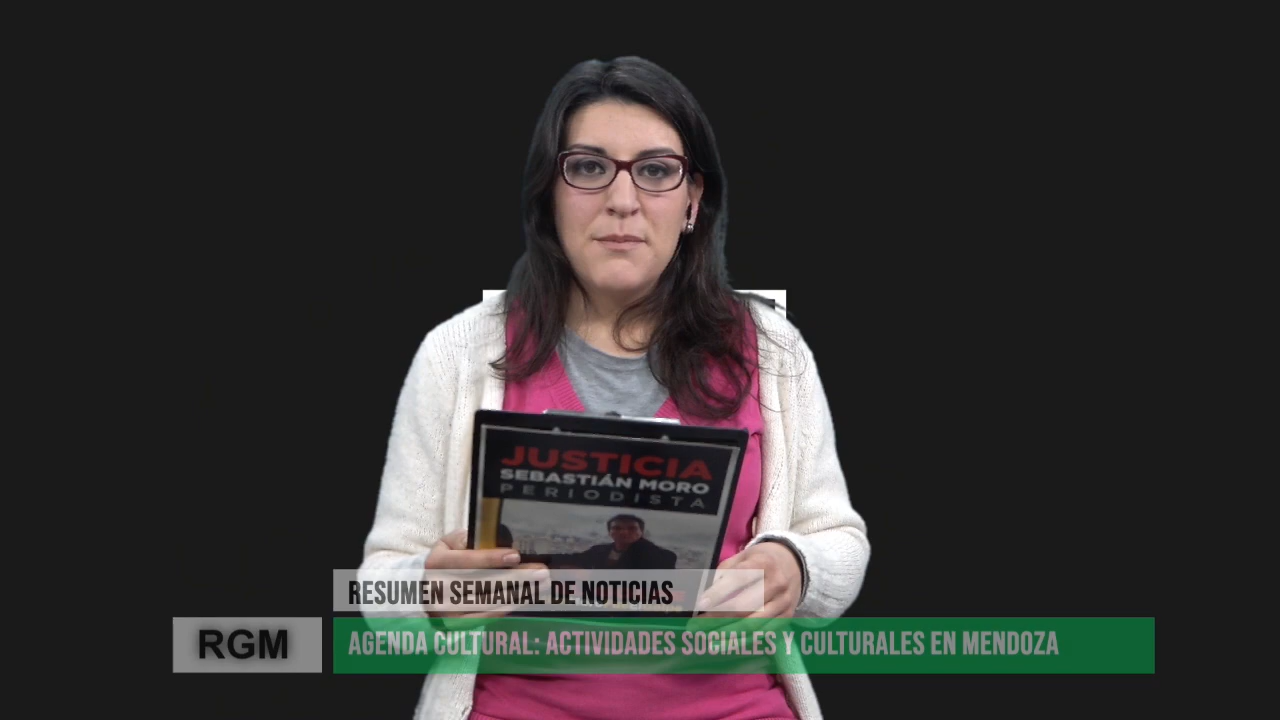 JUSTICIA
SEBASTIÁN MORO
PERIODISTA
RESUMEN SEMANAL DE NOTICIAS
RGM
AGENDA CULTURAL: ACTIVIDADES SOCIALES Y CULTURALES EN MENDOZA